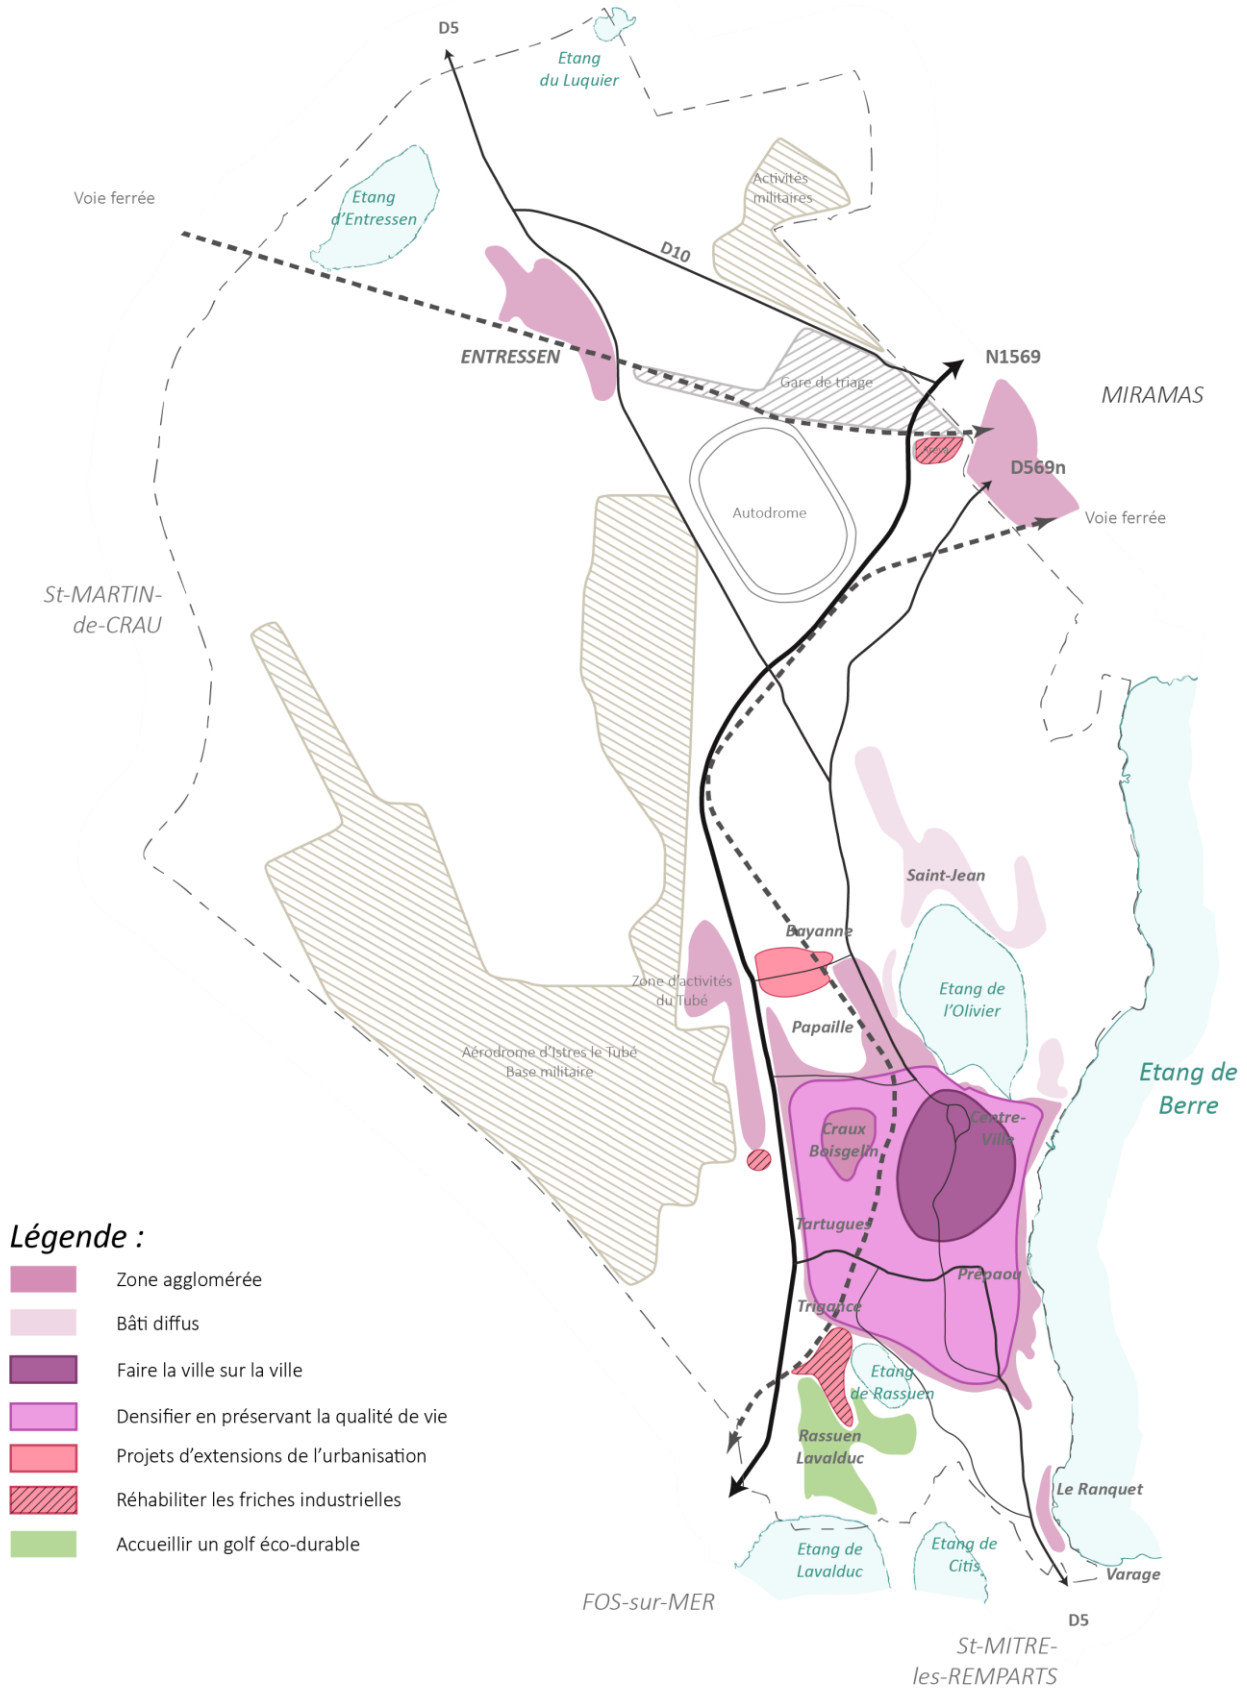 D5
Etang
du Luquier
Activités
militaires
Voie ferrée
Etang
d'Entressen
D10
ENTRESSEN
N1569
Gare de triage
MIRAMAS
D569n
Autodrome
Voie ferrée
St-MARTIN-
de-CRAU
Saint-Jean
Bayanne
Zone d'activités
du Tubé
Etang de
l'Olivier
Papaille
Aérodrome d'Istres le Tubé
Base militaire
Etang de
Berre
Centre-
Ville
Craux
Boisgelin
Tartugues
Prépaou
Trigance
Etang
de Rassuen
Rassuen
Lavalduc
Le Ranquet
Etang de
Lavalduc
Etang de
Citis
Varage
FOS-sur-MER
D5
St-MITRE-
les-REMPARTS
Légende :
Zone agglomérée
Bâti diffus
Faire la ville sur la ville
Densifier en préservant la qualité de vie
Projets d'extensions de l'urbanisation
Réhabiliter les friches industrielles
Accueillir un golf éco-durable